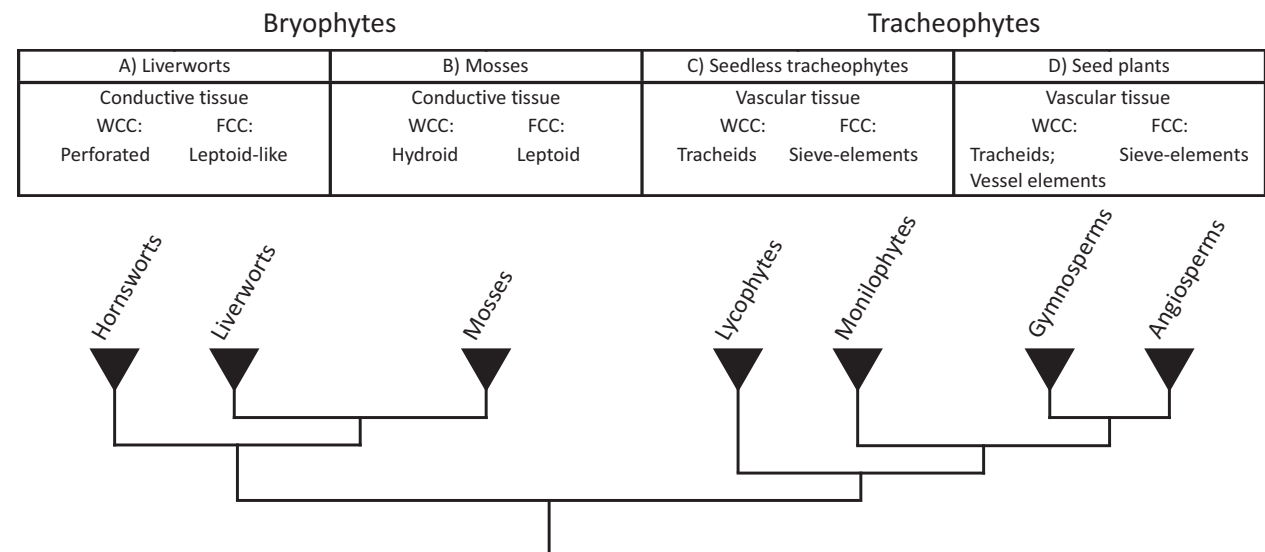 Bryophytes
Tracheophytes
A) Liverworts
B) Mosses
C) Seedless tracheophytes
D) Seed plants
Conductive tissue
WCC: FCC:
Perforated Leptoid-like
Conductive tissue
WCC: FCC:
Hydroid Leptoid
Vascular tissue
WCC: FCC:
Tracheids Sieve-elements
Vascular tissue
WCC: FCC:
Tracheids; Sieve-elements
Vessel elements
Hornsworts
Liverworts
Mosses
Lycophytes
Monilophytes
Gymnosperms
Angiosperms